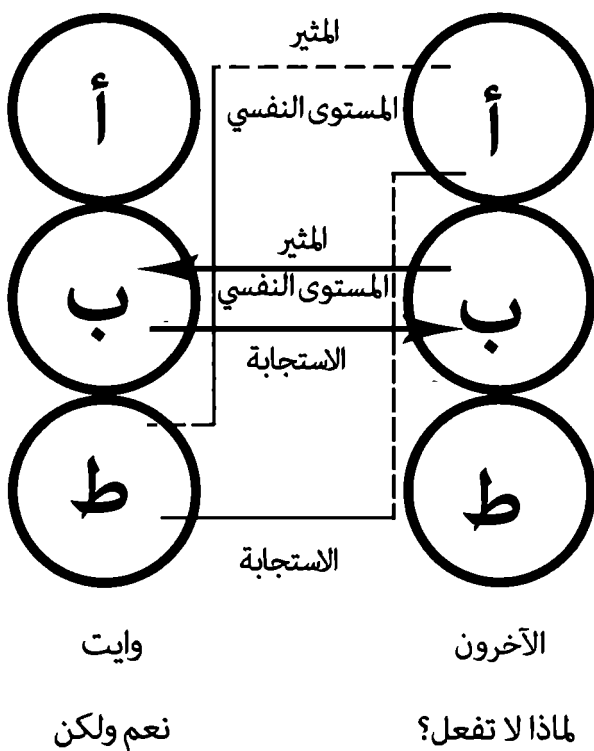 المثير
أ
أ
المستوى النفسي
المثير
ب
ب
المستوى النفسي
الاستجابة
ط
ط
الاستجابة
الآخرون
وايت
لماذا لا تفعل؟
نعم ولكن